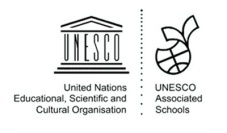 UNESCO
United Nations
Educational, Scientific and
Cultural Organisation
UNESCO
Associated
Schools